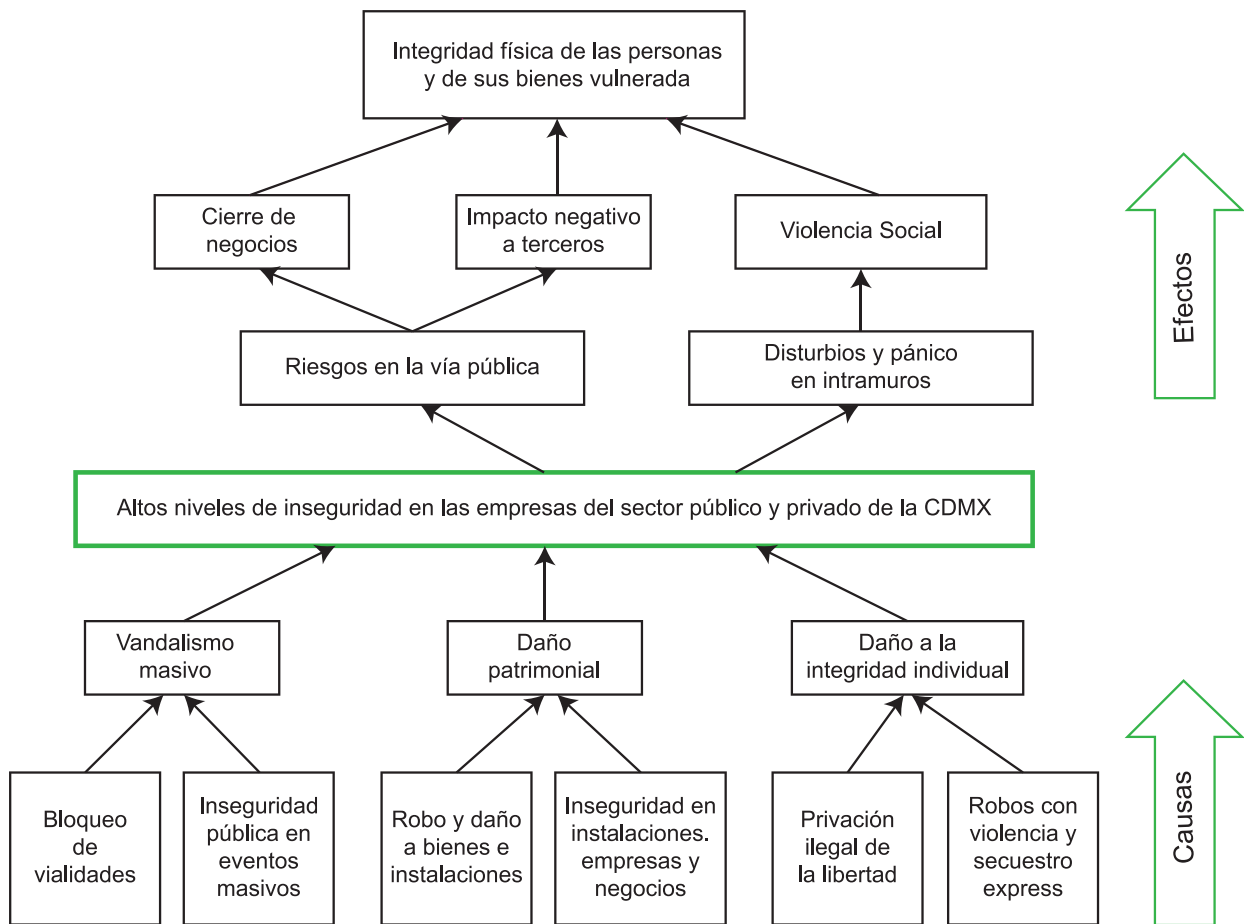 Integridad física de las personas
y de sus bienes vulnerada
Cierre de
negocios
Impacto negativo
a terceros
Violencia Social
Riesgos en la vía pública
Disturbios y pánico
en intramuros
Efectos
Altos niveles de inseguridad en las empresas del sector público y privado de la CDMX
Vandalismo
masivo
Daño
patrimonial
Daño a la
integridad individual
Bloqueo
de
vialidades
Inseguridad
pública en
eventos
masivos
Robo y daño
a bienes e
instalaciones
Inseguridad en
instalaciones.
empresas y
negocios
Privación
ilegal de
la libertad
Robos con
violencia y
secuestro
express
Causas